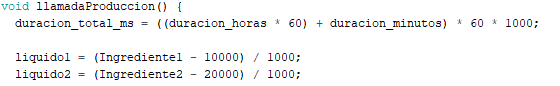 void llamadaProduccion() {
duracion_total_ms = ((duracion_horas * 60) + duracion_minutos) * 60 * 1000;
liquido1 = (Ingrediente1 - 10000) / 1000;
liquido2 = (Ingrediente2 - 20000) / 1000;